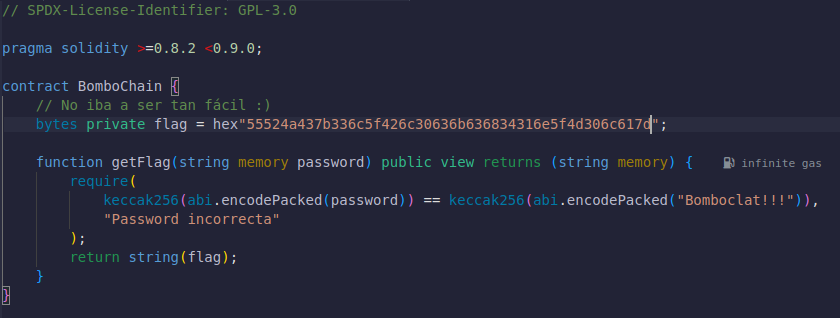 // SPDX-License-Identifier: GPL-3.0
pragma solidity >=0.8.2 <0.9.0;
contract BomboChain {
// No iba a ser tan fácil :)
bytes private flag = hex"55524a437b336c5f426c30636b636834316e5f4d306c617d";
function getFlag(string memory password) public view returns (string memory) { infinite gas
require(
keccak256(abi.encodePacked(password)) == keccak256(abi.encodePacked("Bomboclat!!!")),
"Password incorrecta"
);
return string(flag);
}
}